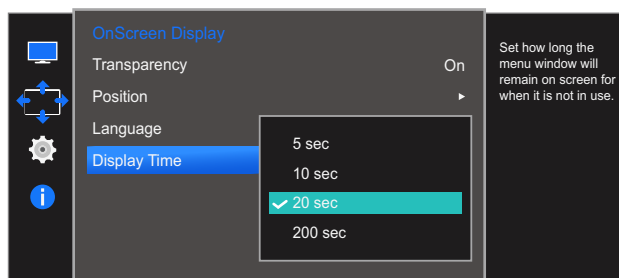 OnScreen Display
Transparency On
Position ►
Language
Display Time
5 sec
10 sec
20 sec
200 sec
Set how long the
menu window will
remain on screen for
when it is not in use.